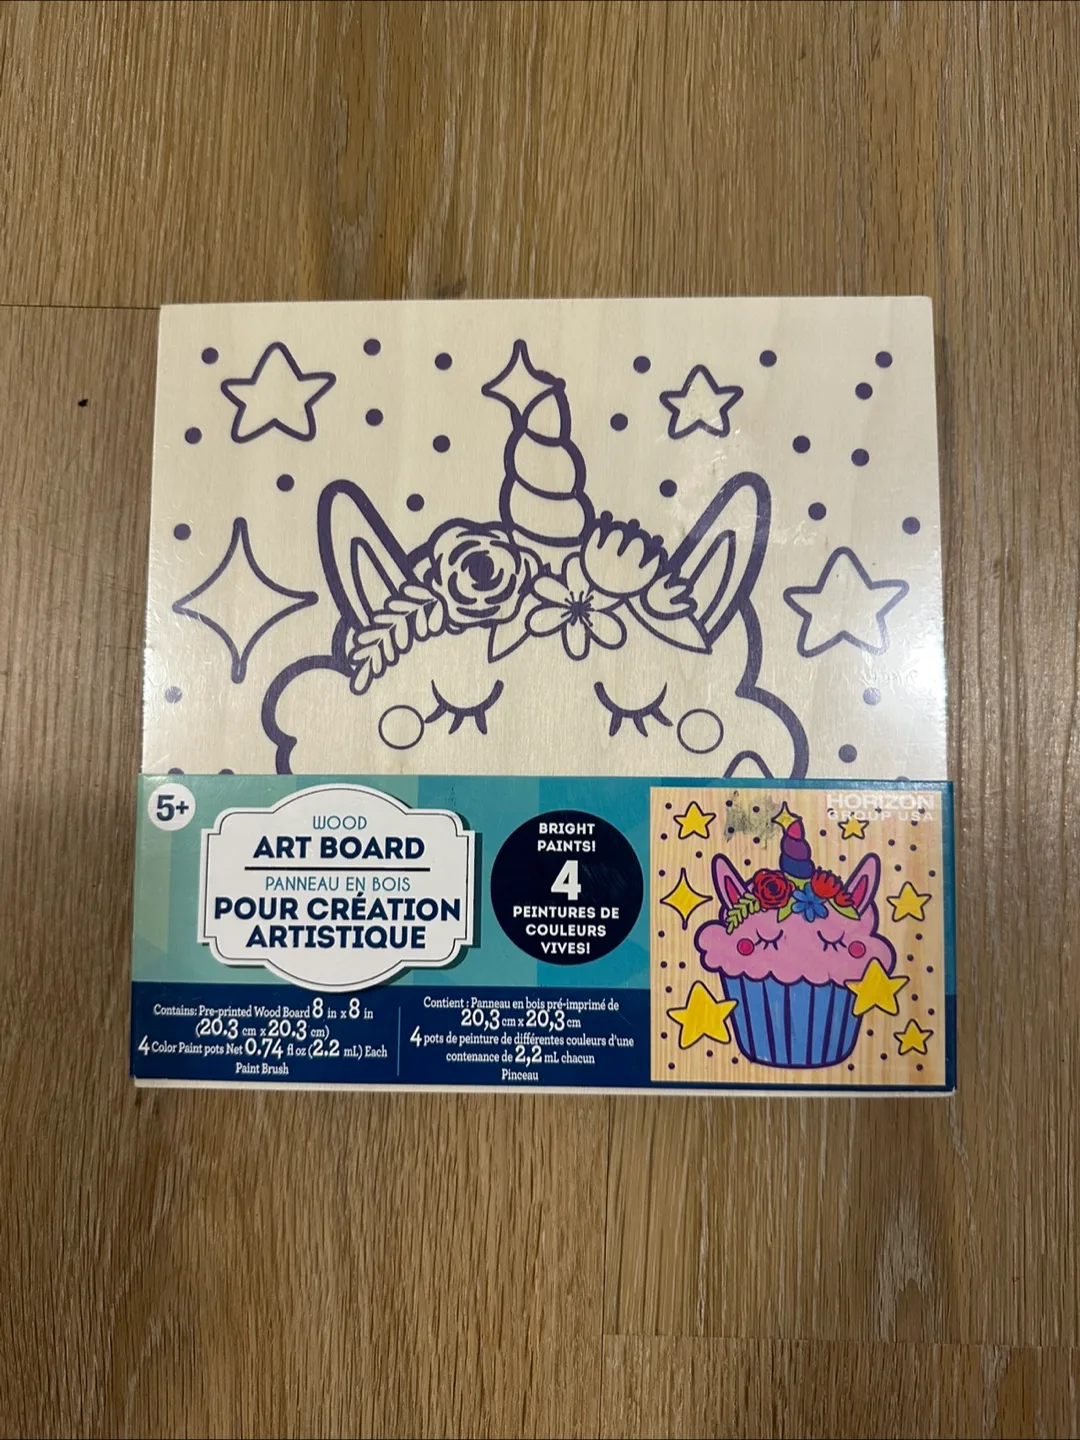 5+
WOOD
ART BOARD
PANNEAU EN BOIS
POUR CRÉATION
ARTISTIQUE
BRIGHT
PAINTS!
4
PEINTURES DE
COULEURS
VIVES!
HORIZON
GROUP USA
Contains: Pre-printed Wood Board 8 in x 8 in
(20.3 cm x 20.3 cm)
4 Color Paint pots Net 0.74 fl oz (2.2 mL) Each
Paint Brush
Contient : Panneau en bois pré-imprimé de
20,3 cm x 20,3 cm
4 pots de peinture de différentes couleurs d'une
contenance de 2,2 mL chacun
Pinceau